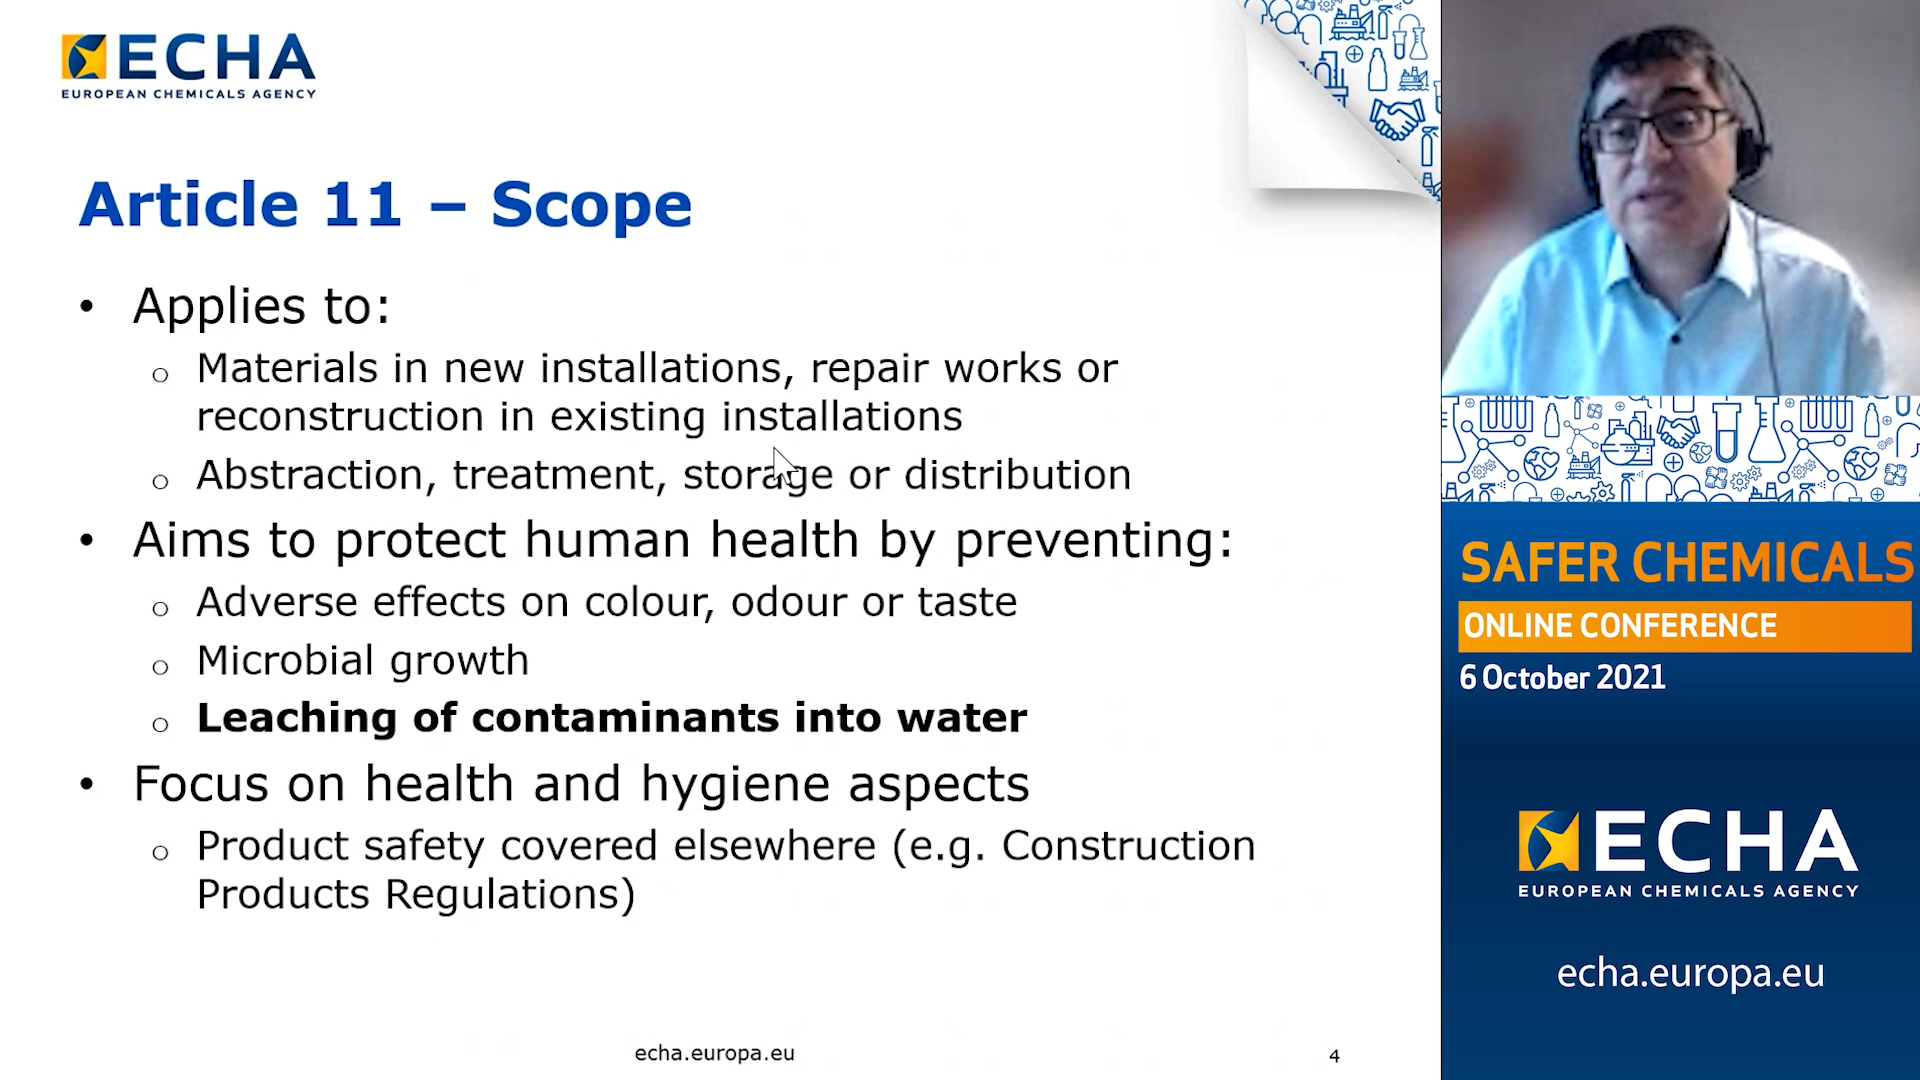 ECHA
EUROPEAN CHEMICALS AGENCY
Article 11 – Scope
• Applies to:
o Materials in new installations, repair works or
reconstruction in existing installations
o Abstraction, treatment, storage or distribution
• Aims to protect human health by preventing:
o Adverse effects on colour, odour or taste
o Microbial growth
o Leaching of contaminants into water
• Focus on health and hygiene aspects
o Product safety covered elsewhere (e.g. Construction
Products Regulations)
echa.europa.eu
4
SAFER CHEMICALS
ONLINE CONFERENCE
6 October 2021
ECHA
EUROPEAN CHEMICALS AGENCY
echa.europa.eu